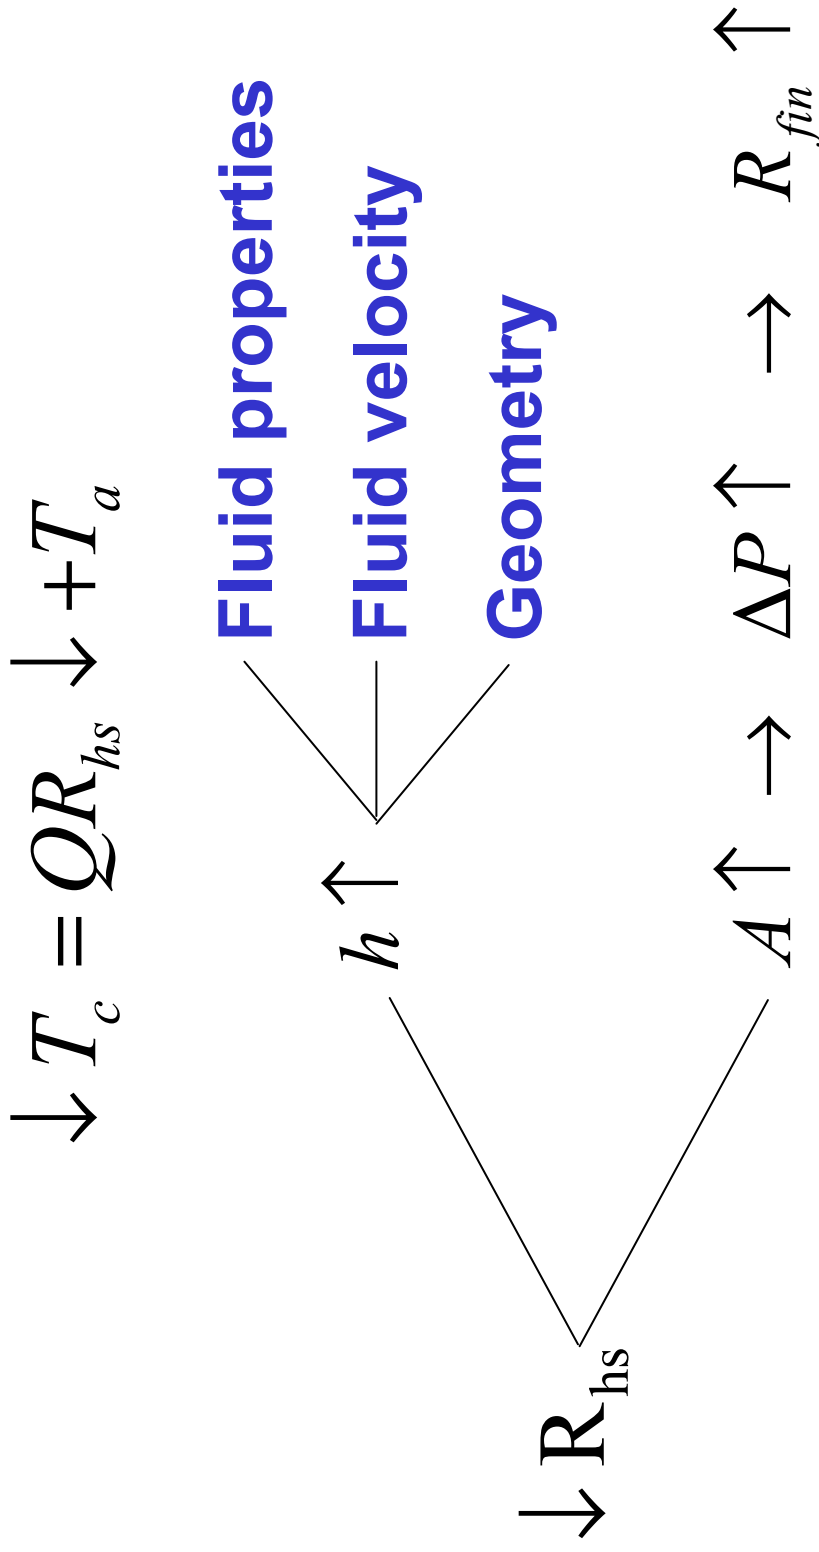 ↓ T_c = QR_hs ↓ +T_a
Fluid properties
h ↑ Fluid velocity
Geometry
↓ R_hs
A ↑ → ΔP ↑ → R_fin ↑